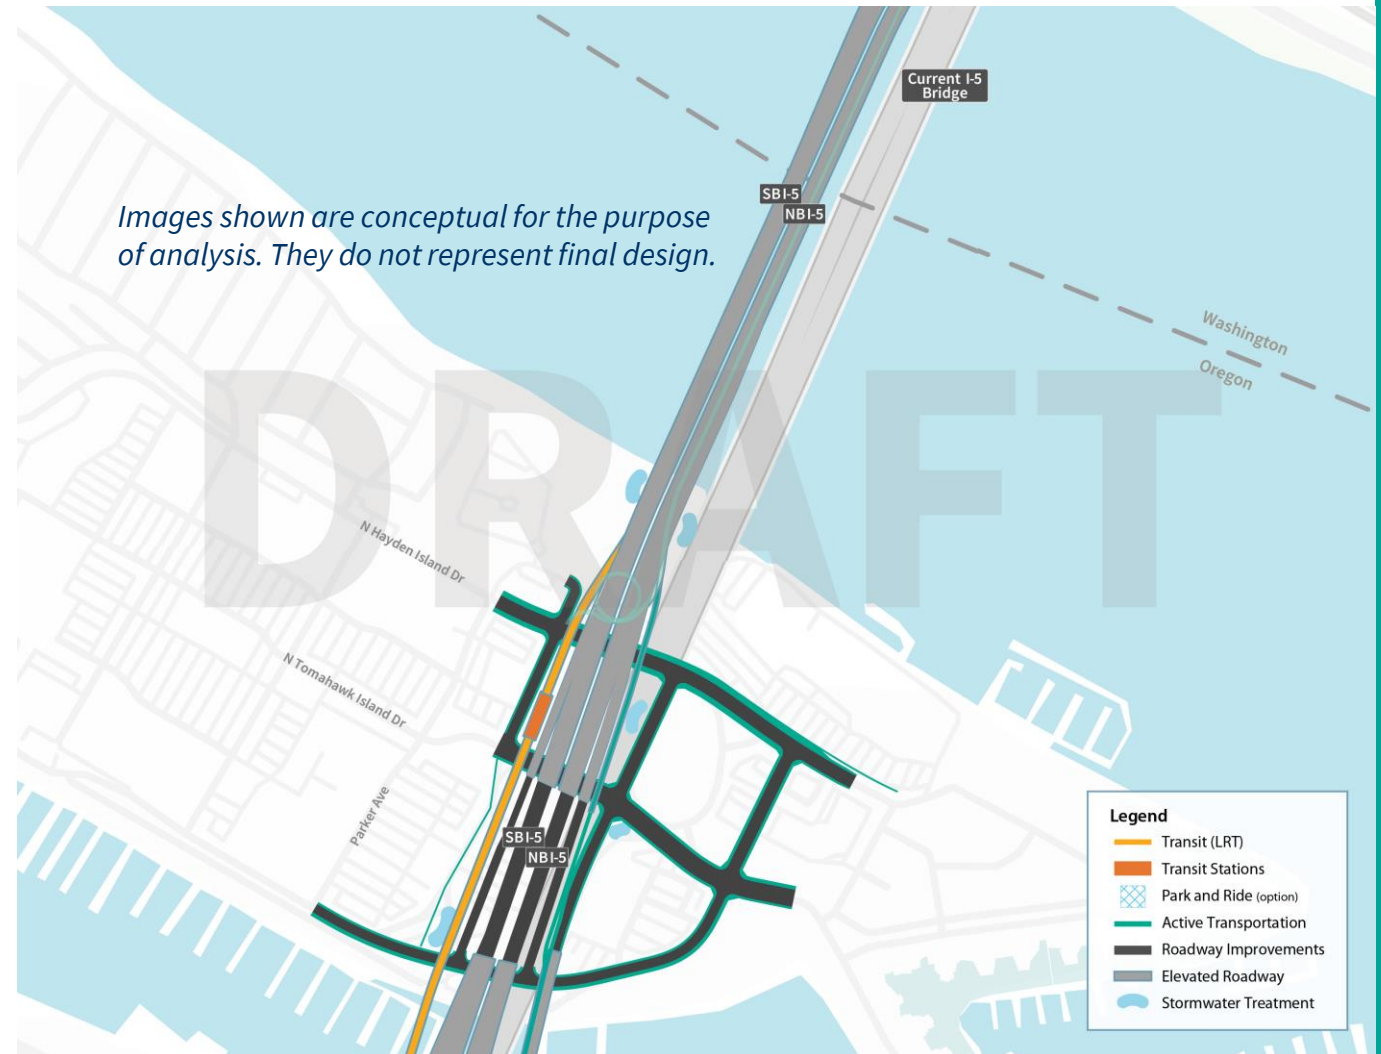 Current I-5
Bridge
SB I-5
NB I-5
Images shown are conceptual for the purpose
of analysis. They do not represent final design.
Washington
Oregon
DRAFT
N Hayden Island Dr
N Tomahawk Island Dr
Parker Ave
SB I-5
NB I-5
Legend
Transit (LRT)
Transit Stations
Park and Ride (option)
Active Transportation
Roadway Improvements
Elevated Roadway
Stormwater Treatment